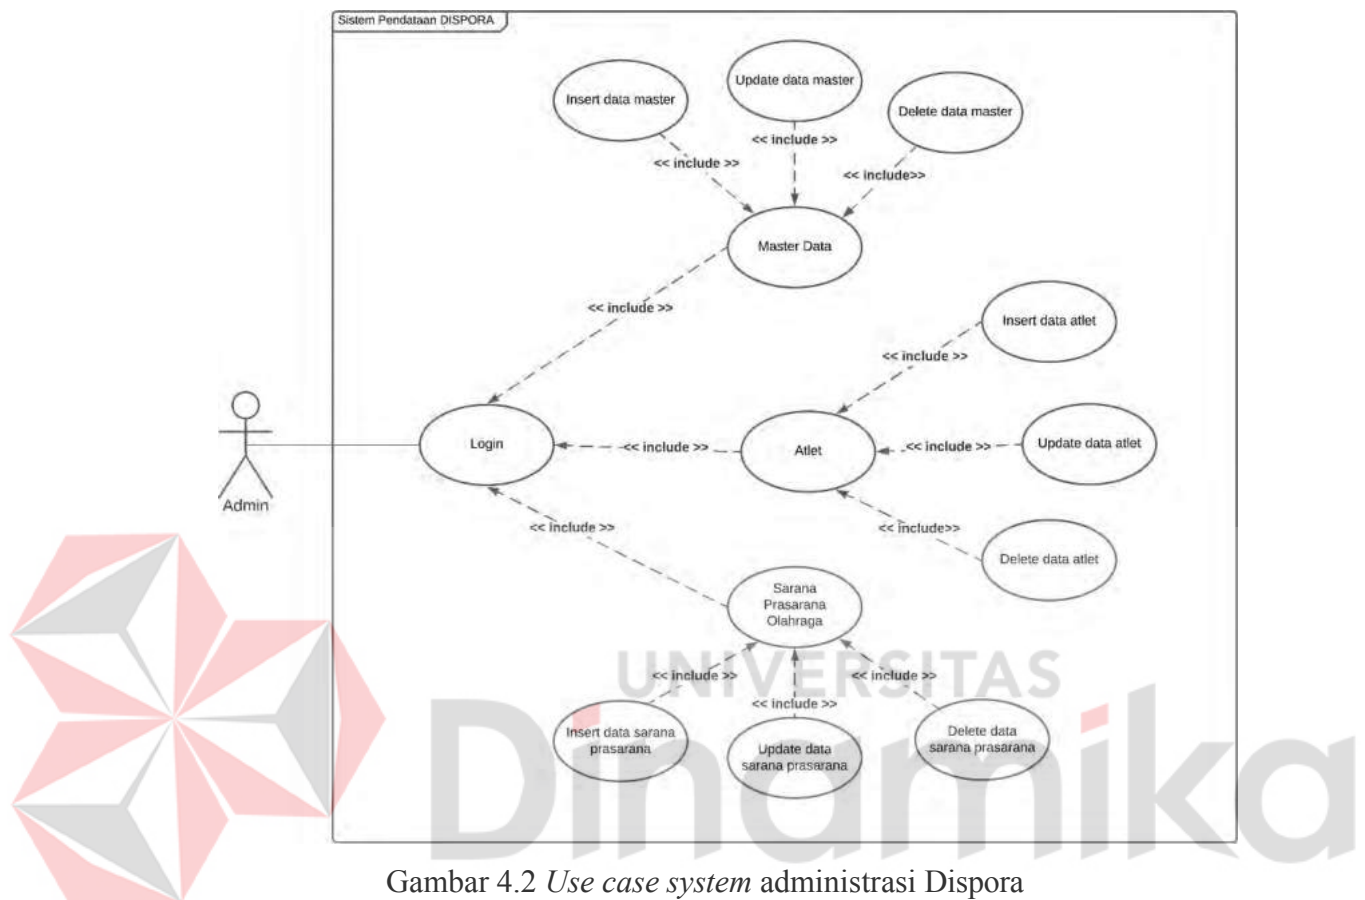 Sistem Pendataan DISPORA
Update data master
Insert data master
Delete data master
<< include >>
<< include >>
<< include>>
Master Data
<< include >>
Insert data atlet
<< include >>
Login
<< include >>
Atlet
<< include >>
Update data atlet
Admin
<< include >>
<< include>>
Delete data atlet
Sarana
Prasarana
Olahraga
<< include >>
<< include >>
<< include >>
Insert data sarana
prasarana
Update data
sarana prasarana
Delete data
sarana prasarana
UNIVERSITAS
Dinamika
Gambar 4.2 Use case system administrasi Dispora